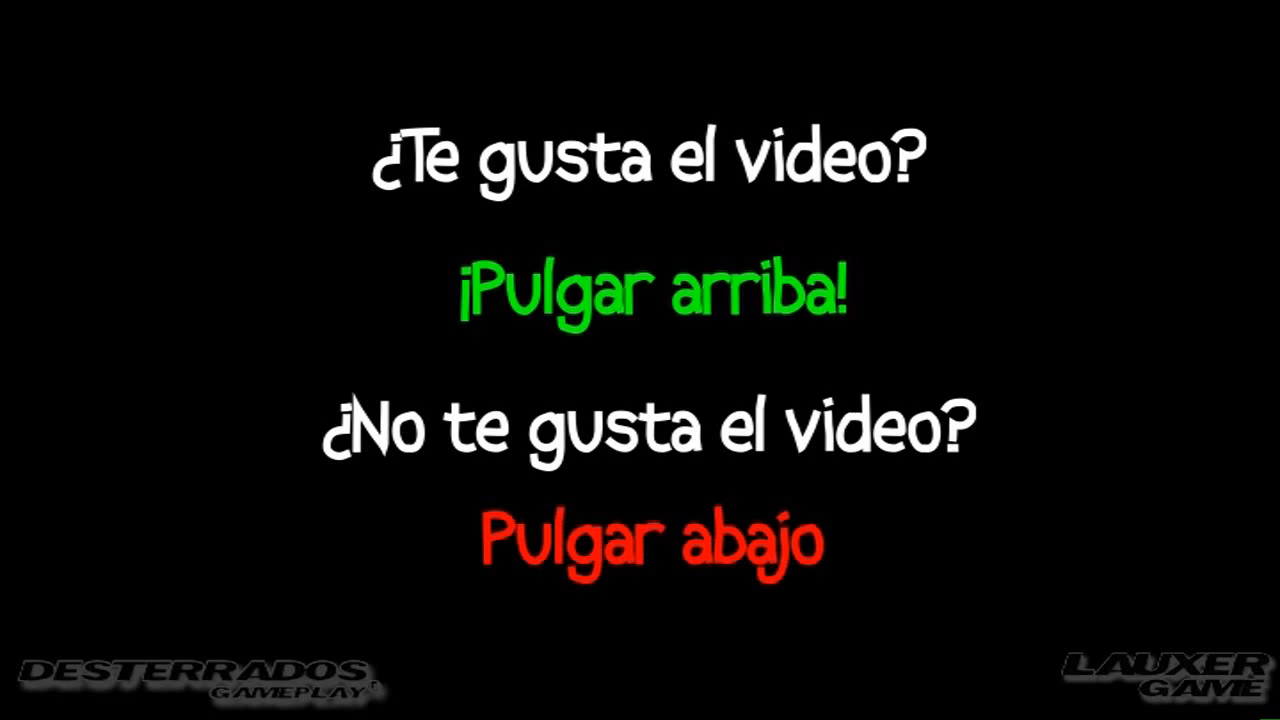 ¿Te gusta el video?
¡Pulgar arriba!
¿No te gusta el video?
Pulgar abajo
DESTERRADOS
GAMEPLAY
LAUXER
GAME